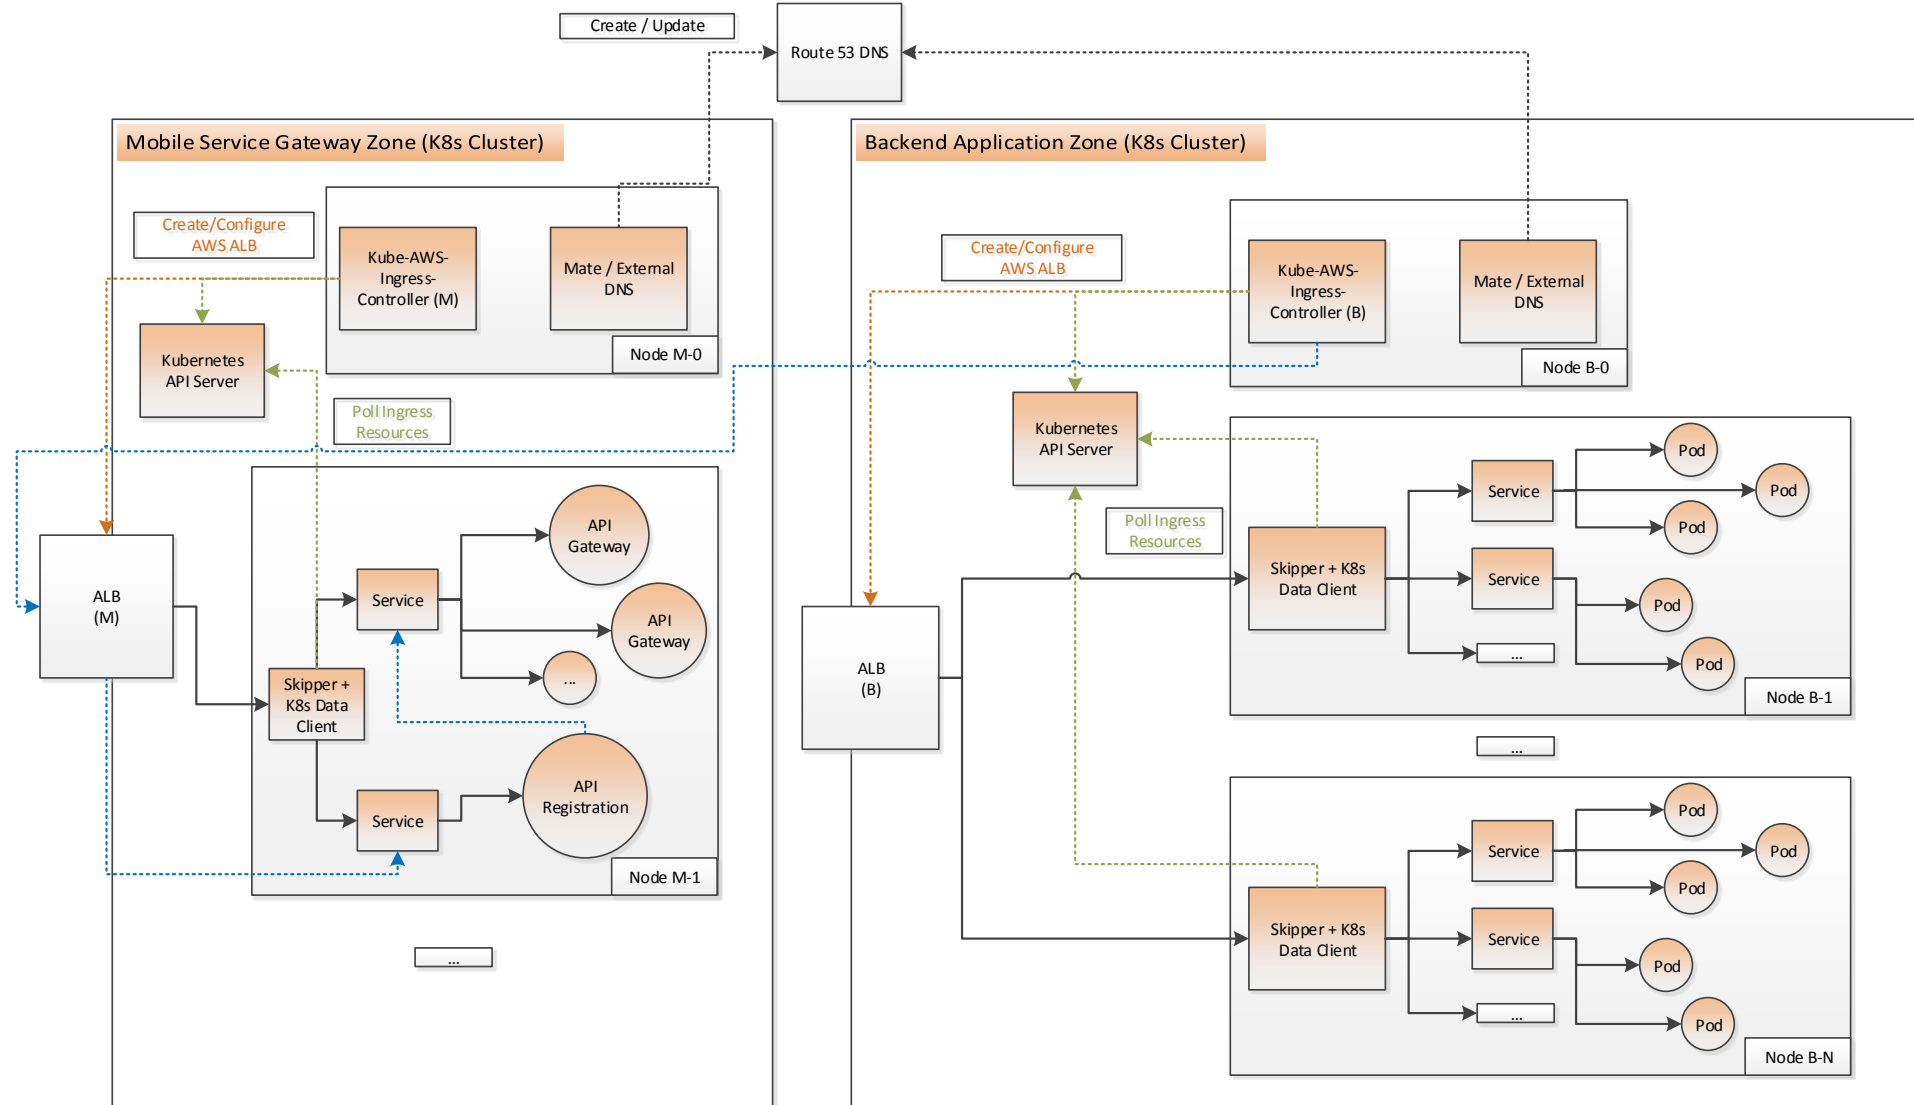 Create / Update
Route 53 DNS
Mobile Service Gateway Zone (K8s Cluster)
Create/Configure
AWS ALB
Kube-AWS-
Ingress-
Controller (M)
Mate / External
DNS
Node M-0
Kubernetes
API Server
Poll Ingress
Resources
ALB
(M)
Skipper +
K8s Data
Client
Service
API
Gateway
API
Gateway
...
Service
API
Registration
Node M-1
...
Backend Application Zone (K8s Cluster)
Create/Configure
AWS ALB
Kube-AWS-
Ingress-
Controller (B)
Mate / External
DNS
Node B-0
Kubernetes
API Server
Poll Ingress
Resources
ALB
(B)
Skipper + K8s
Data Client
Service
Pod
Pod
Pod
Service
Pod
Pod
...
Node B-1
...
Skipper + K8s
Data Client
Service
Pod
Pod
Pod
Service
Pod
Pod
...
Node B-N